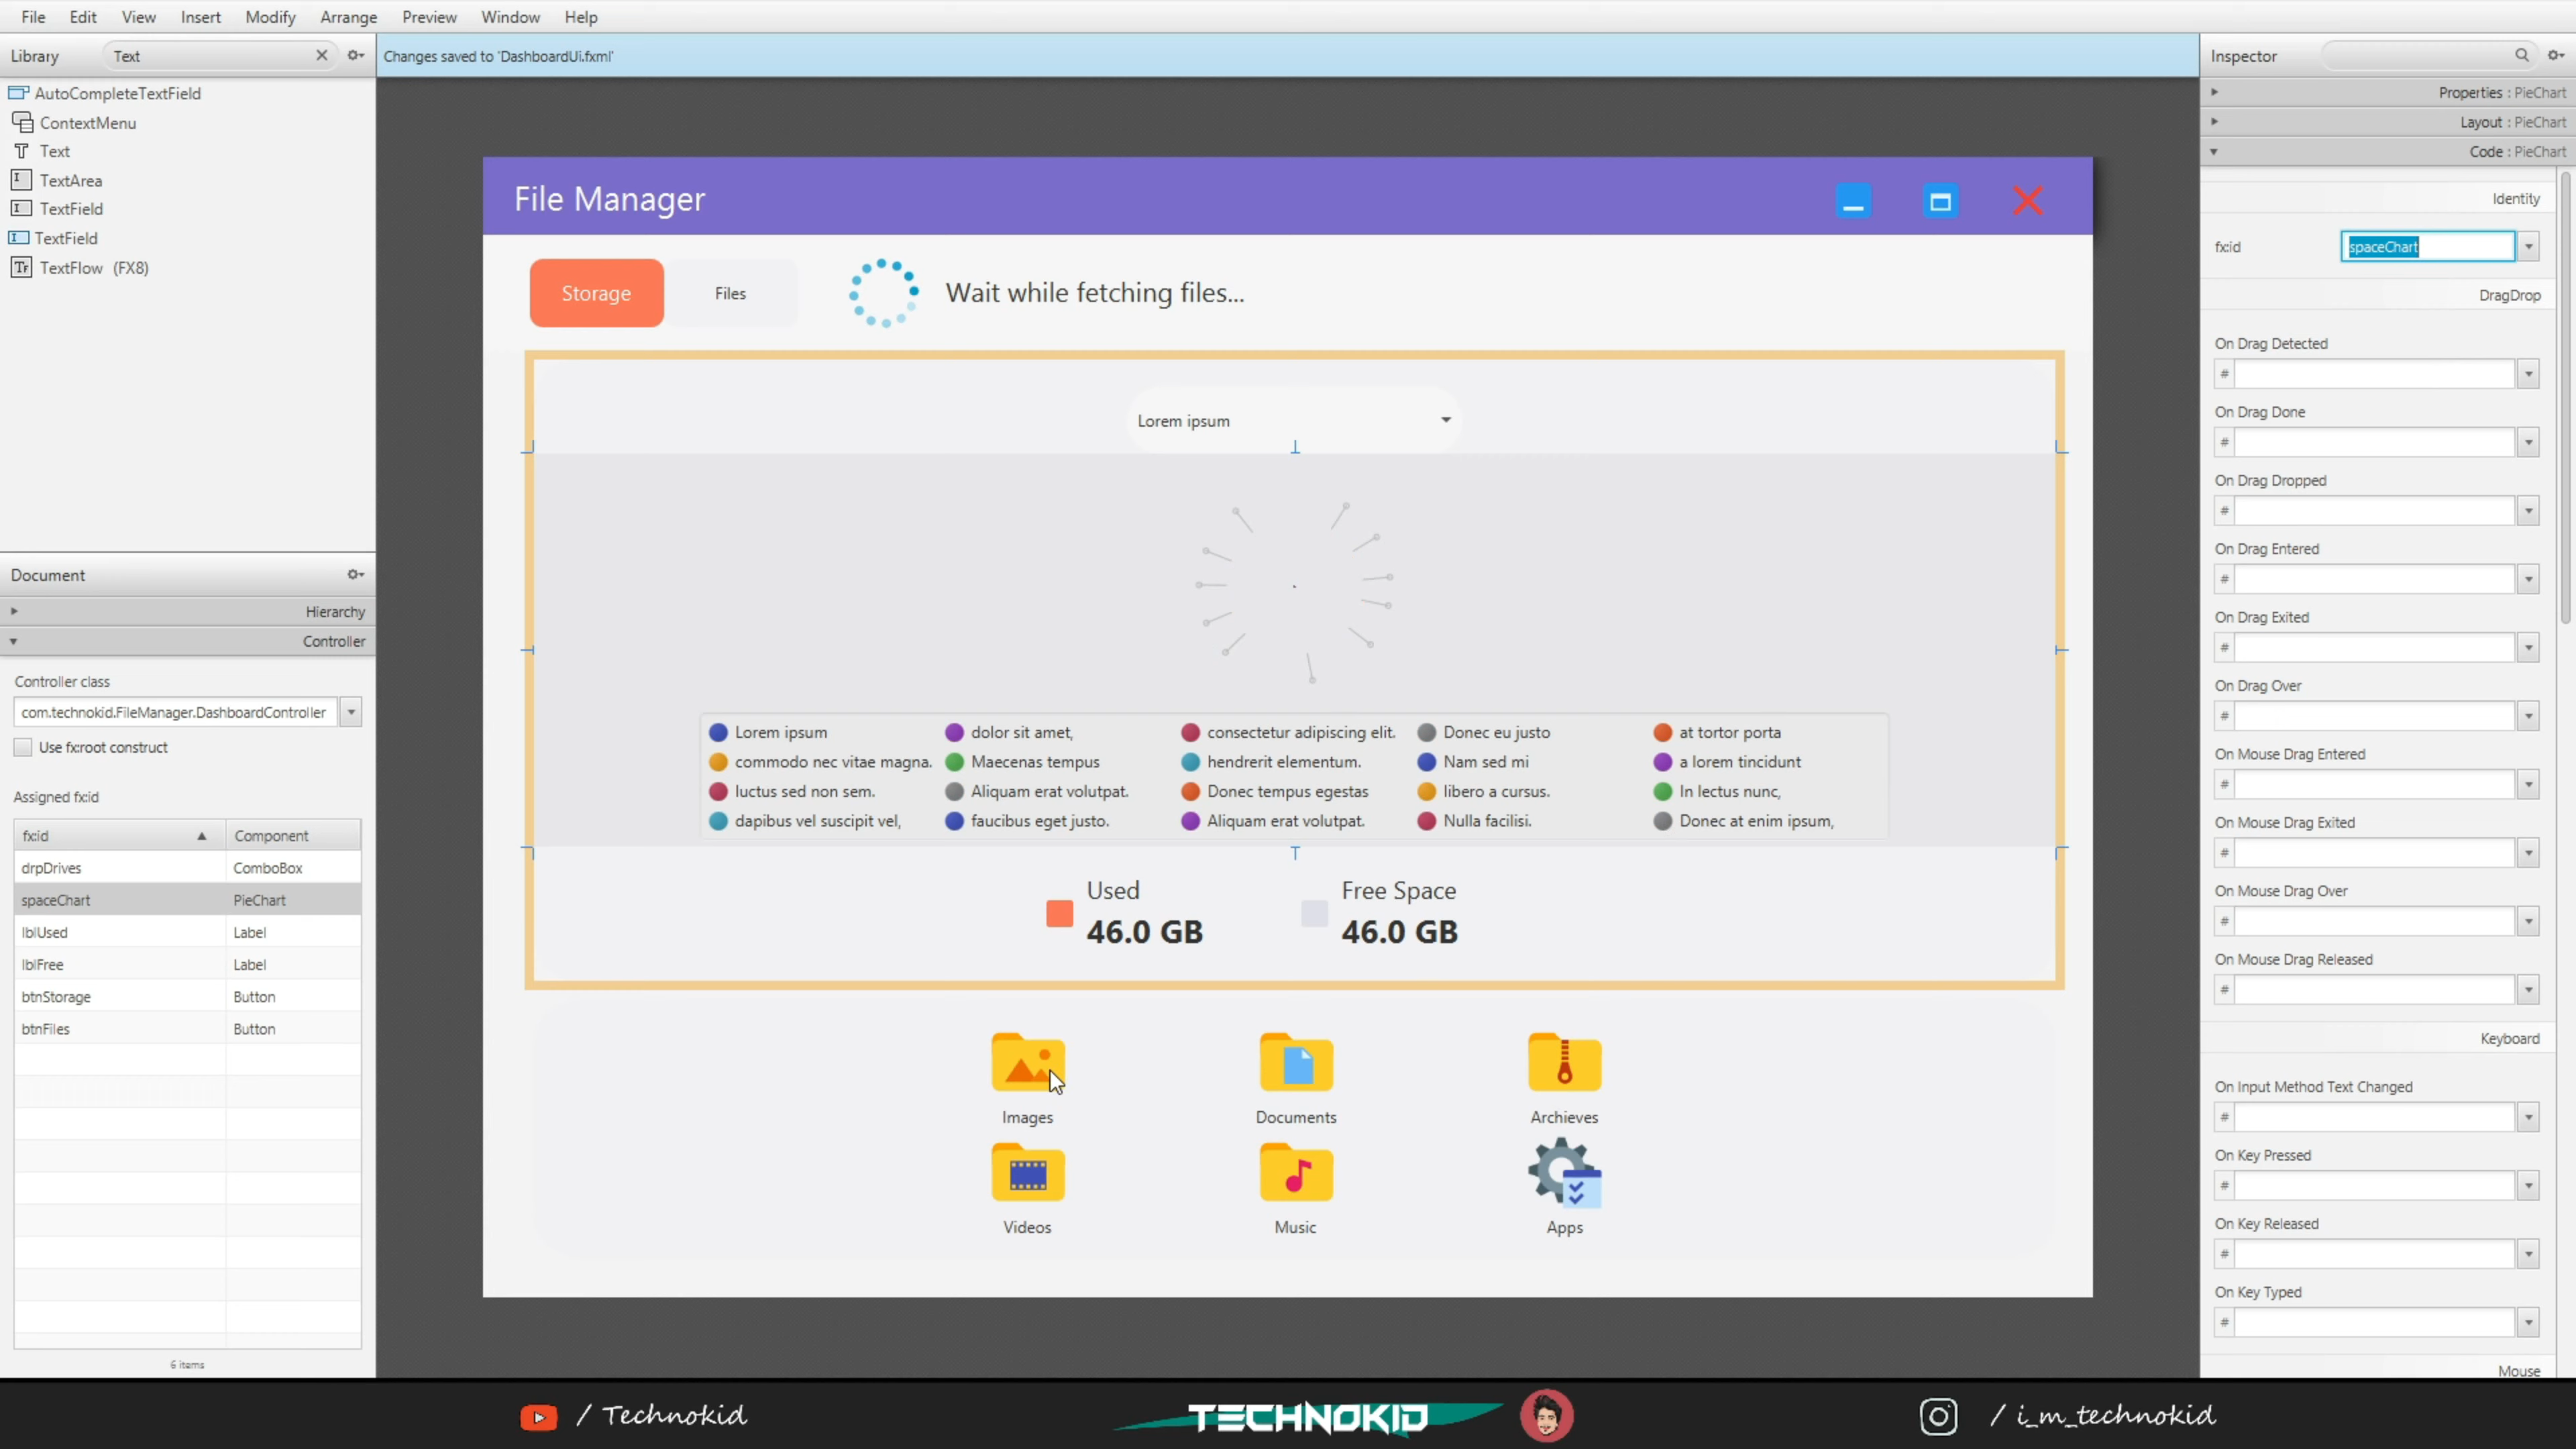 File Edit View Insert Modify Arrange Preview Window Help
Library Text
Changes saved to 'DashboardUi.fxml'
AutoCompleteTextField
ContextMenu
Text
TextArea
TextField
TextField
TextFlow (FX8)
Document
Hierarchy
Controller
Controller class
com.technokid.FileManager.DashboardController
Use fx:root construct
Assigned fx:id
fx:id Component
drpDrives ComboBox
spaceChart PieChart
lblUsed Label
lblFree Label
btnStorage Button
btnFiles Button
6 items
File Manager
Storage Files Wait while fetching files...
Lorem ipsum
Lorem ipsum dolor sit amet, consectetur adipiscing elit. Donec eu justo at tortor porta
commodo nec vitae magna. Maecenas tempus hendrerit elementum. Nam sed mi a lorem tincidunt
luctus sed non sem. Aliquam erat volutpat. Donec tempus egestas libero a cursus. In lectus nunc,
dapibus vel suscipit vel, faucibus eget justo. Aliquam erat volutpat. Nulla facilisi. Donec at enim ipsum,
Used Free Space
46.0 GB 46.0 GB
Images Documents Archieves
Videos Music Apps
Inspector
Properties : PieChart
Layout : PieChart
Code : PieChart
Identity
fx:id spaceChart
DragDrop
On Drag Detected
#
On Drag Done
#
On Drag Dropped
#
On Drag Entered
#
On Drag Exited
#
On Drag Over
#
On Mouse Drag Entered
#
On Mouse Drag Exited
#
On Mouse Drag Over
#
On Mouse Drag Released
#
Keyboard
On Input Method Text Changed
#
On Key Pressed
#
On Key Released
#
On Key Typed
#
Mouse
/ Technokid TECHNOKID / i_m_technokid